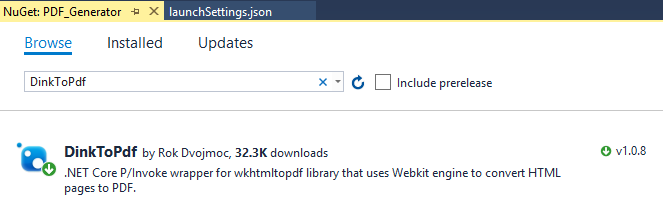 NuGet: PDF_Generator launchSettings.json
Browse Installed Updates
DinkToPdf Include prerelease
DinkToPdf by Rok Dvojmoc, 32.3K downloads v1.0.8
.NET Core P/Invoke wrapper for wkhtmltopdf library that uses Webkit engine to convert HTML
pages to PDF.